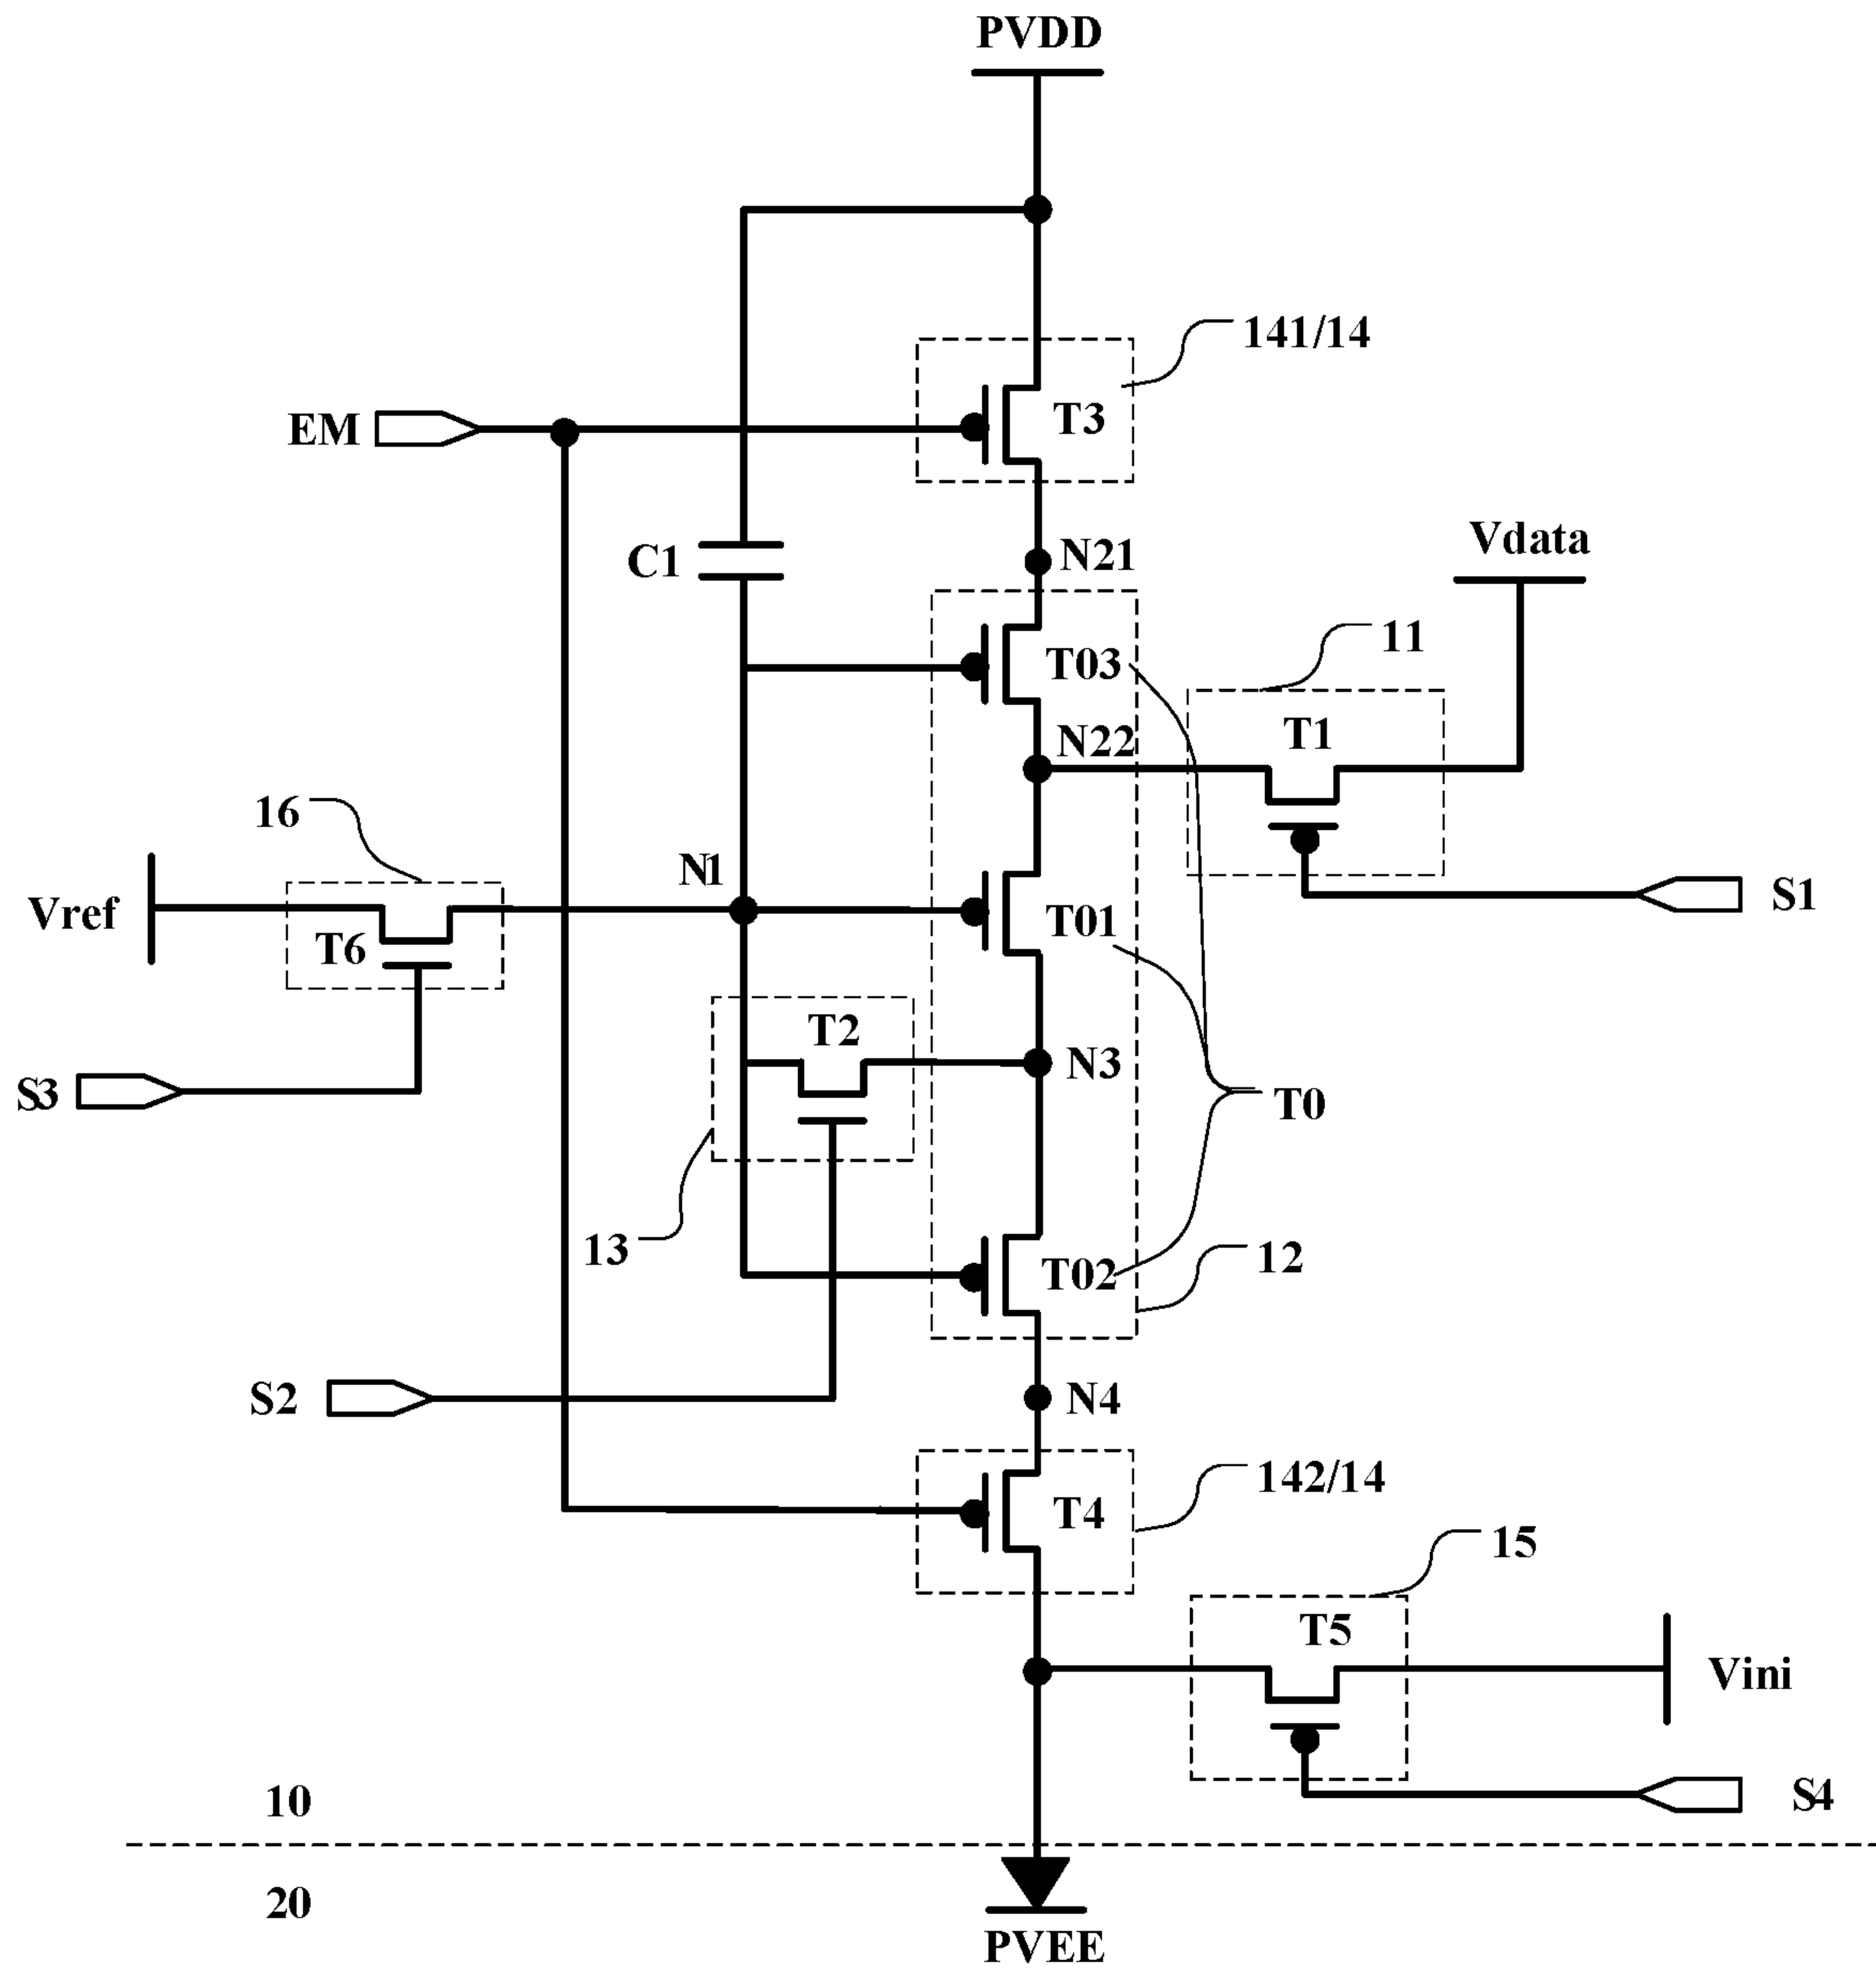 PVDD
141/14
EM
T3
Vdata
C1
N21
11
T03
T1
N22
16
N1
Vref
T01
S1
T6
T2
N3
S3
T0
13
T02
12
S2
N4
142/14
T4
15
T5
Vini
10
S4
20
PVEE